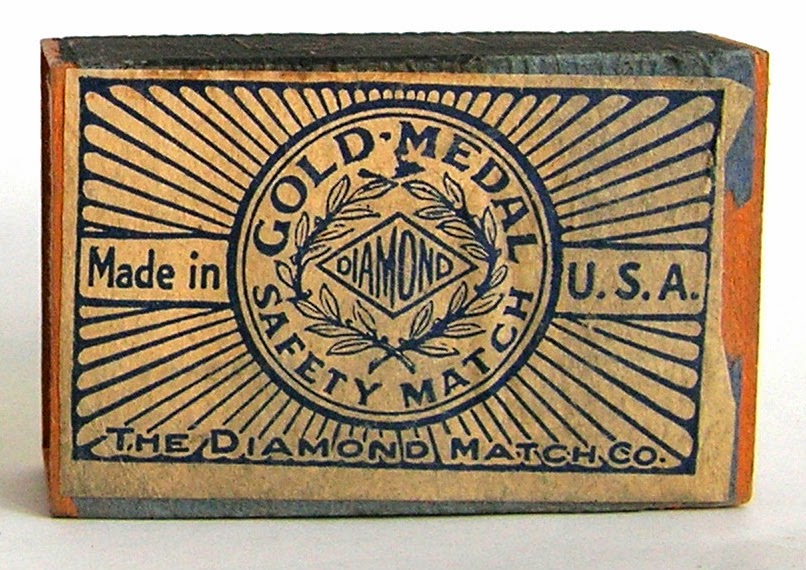 GOLD·MEDAL
DIAMOND
Made in
U.S.A.
SAFETY MATCH
THE DIAMOND MATCH CO.